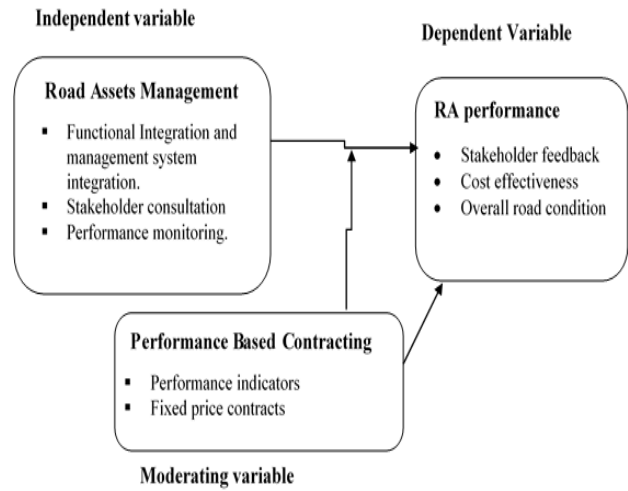 Independent variable
Dependent Variable
Road Assets Management
▪ Functional Integration and
management system
integration.
▪ Stakeholder consultation
▪ Performance monitoring.
RA performance
• Stakeholder feedback
• Cost effectiveness
• Overall road condition
Performance Based Contracting
▪ Performance indicators
▪ Fixed price contracts
Moderating variable